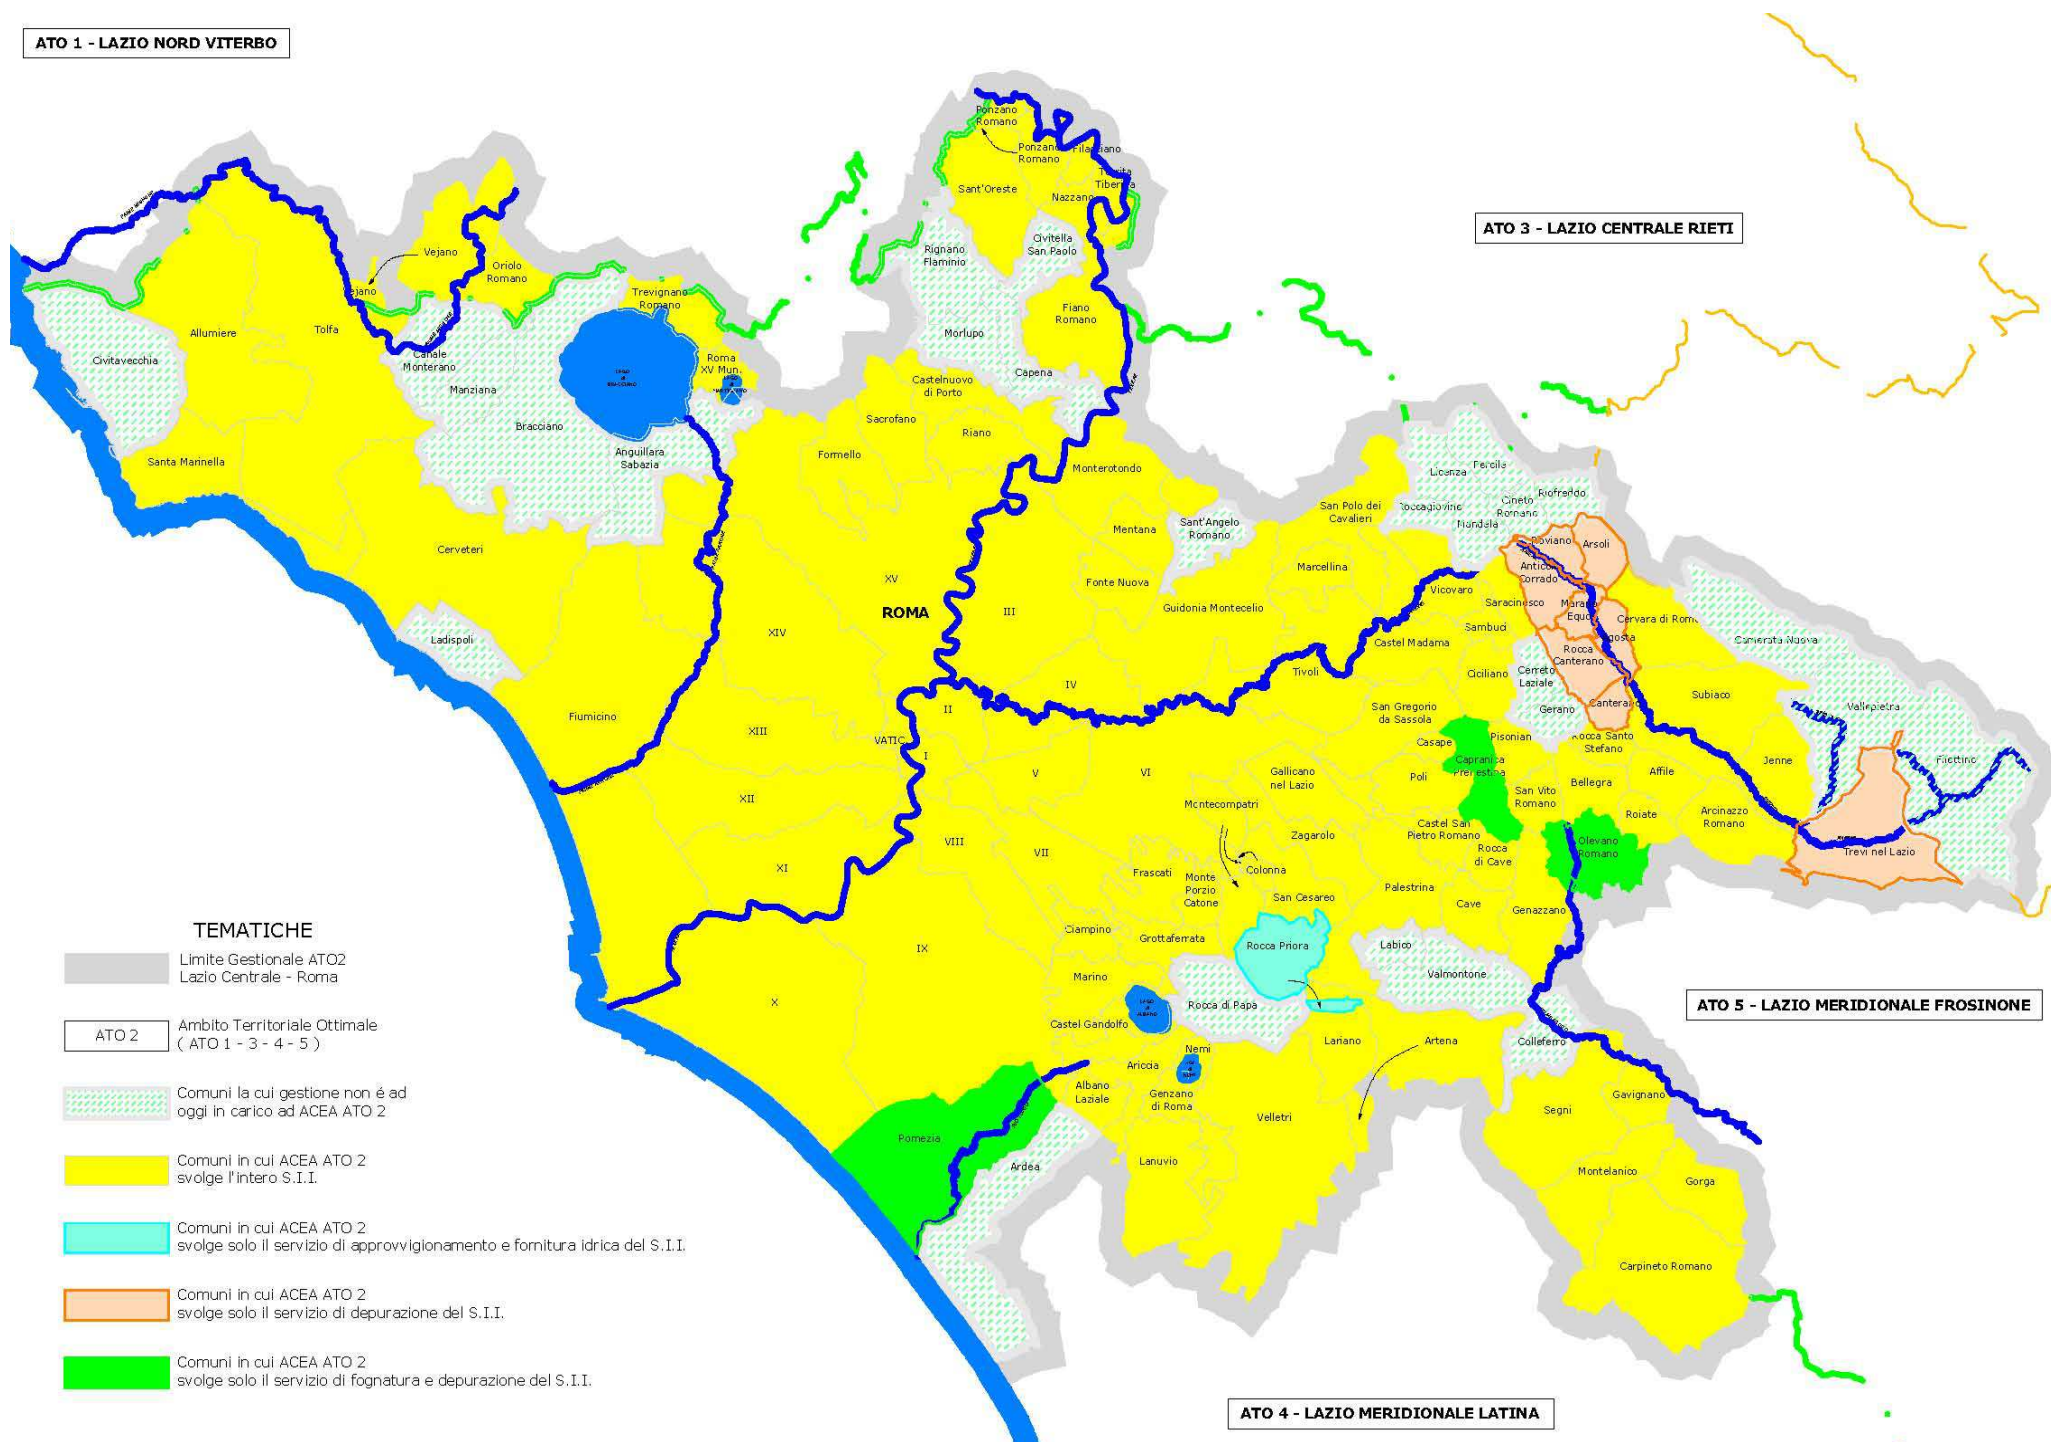 ATO 1 - LAZIO NORD VITERBO
Ponzano
Romano
Ponzano
Romano
Sant'Oreste
Nazzano
ATO 3 - LAZIO CENTRALE RIETI
Civitella
San Paolo
Rignano
Flaminio
Vejano
Oriolo
Romano
Trevignano
Romano
Fiano
Romano
Allumiere
Tolfa
Morlupo
Civitavecchia
Canale
Monterano
Manziana
Roma
XV Mun.
Capena
Castelnuovo
di Porto
Sacrofano
Riano
Bracciano
Formello
Anguillara
Sabazia
Santa Marinella
Monterotondo
Licenza
Percile
Riofreddo
Cineto
Romano
Mandela
San Polo dei
Cavalieri
Sant'Angelo
Romano
Mentana
Cerveteri
Roviano
Arsoli
XV
Fonte Nuova
Marcellina
Vicovaro
Guidonia Montecelio
ROMA
III
XIV
Sambuci
Ladispoli
Castel Madama
Rocca
Canterano
Camerata Nuova
Tivoli
Ciciliano
Cerreto
Laziale
IV
Gerano
Subiaco
Vallepietra
II
San Gregorio
da Sassola
Fiumicino
XIII
VATIC.
Casape
Pisonian
Rocca Santo
Stefano
I
V
VI
Capranica
Prenestina
Jenne
Gallicano
nel Lazio
Poli
Bellegra
Affile
XII
Montecompatri
San Vito
Romano
Roiate
Arcinazzo
Romano
Castel San
Pietro Romano
Zagarolo
VIII
VII
Rocca
di Cave
Olevano
Romano
Trevi nel Lazio
XI
Frascati
Monte
Porzio
Catone
Colonna
Palestrina
San Cesareo
Cave
Genazzano
Ciampino
Grottaferrata
IX
Rocca Priora
Labico
Valmontone
Marino
X
Rocca di Papa
ATO 5 - LAZIO MERIDIONALE FROSINONE
Castel Gandolfo
Lariano
Artena
Colleferro
Nemi
Ariccia
Albano
Laziale
Genzano
di Roma
Velletri
Segni
Gavignano
Pomezia
Ardea
Lanuvio
Montelanico
Gorga
Carpineto Romano
ATO 4 - LAZIO MERIDIONALE LATINA
TEMATICHE
Limite Gestionale ATO2
Lazio Centrale - Roma
ATO 2
Ambito Territoriale Ottimale
( ATO 1 - 3 - 4 - 5 )
Comuni la cui gestione non é ad
oggi in carico ad ACEA ATO 2
Comuni in cui ACEA ATO 2
svolge l'intero S.I.I.
Comuni in cui ACEA ATO 2
svolge solo il servizio di approvvigionamento e fornitura idrica del S.I.I.
Comuni in cui ACEA ATO 2
svolge solo il servizio di depurazione del S.I.I.
Comuni in cui ACEA ATO 2
svolge solo il servizio di fognatura e depurazione del S.I.I.